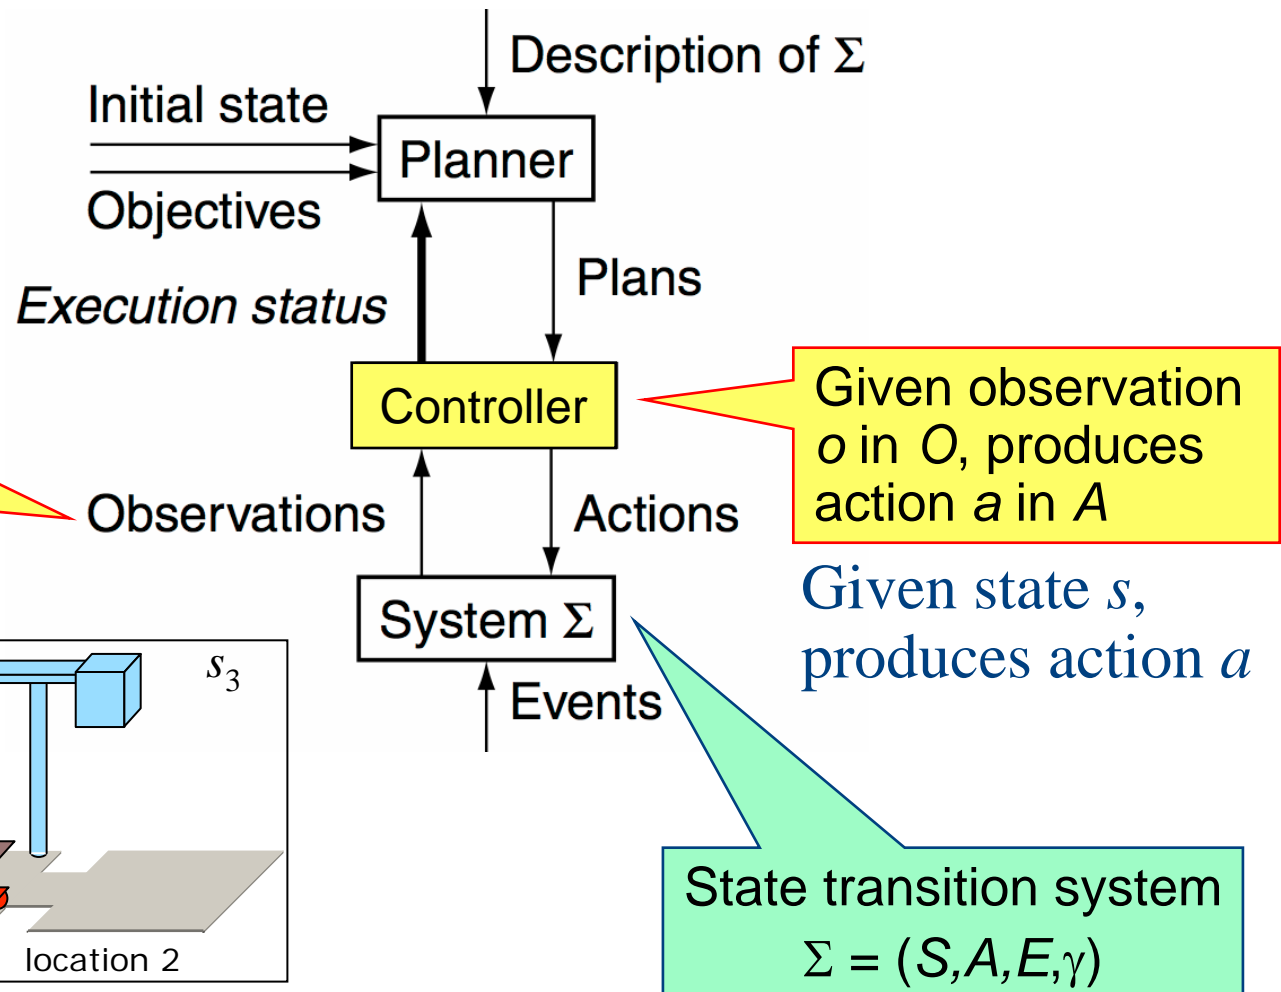 Description of Σ
Initial state
Planner
Objectives
Plans
Execution status
Controller
Given observation
o in O, produces
action a in A
Observations
Actions
Given state s,
produces action a
System Σ
s3
Events
State transition system
Σ = (S,A,E,γ)
location 2